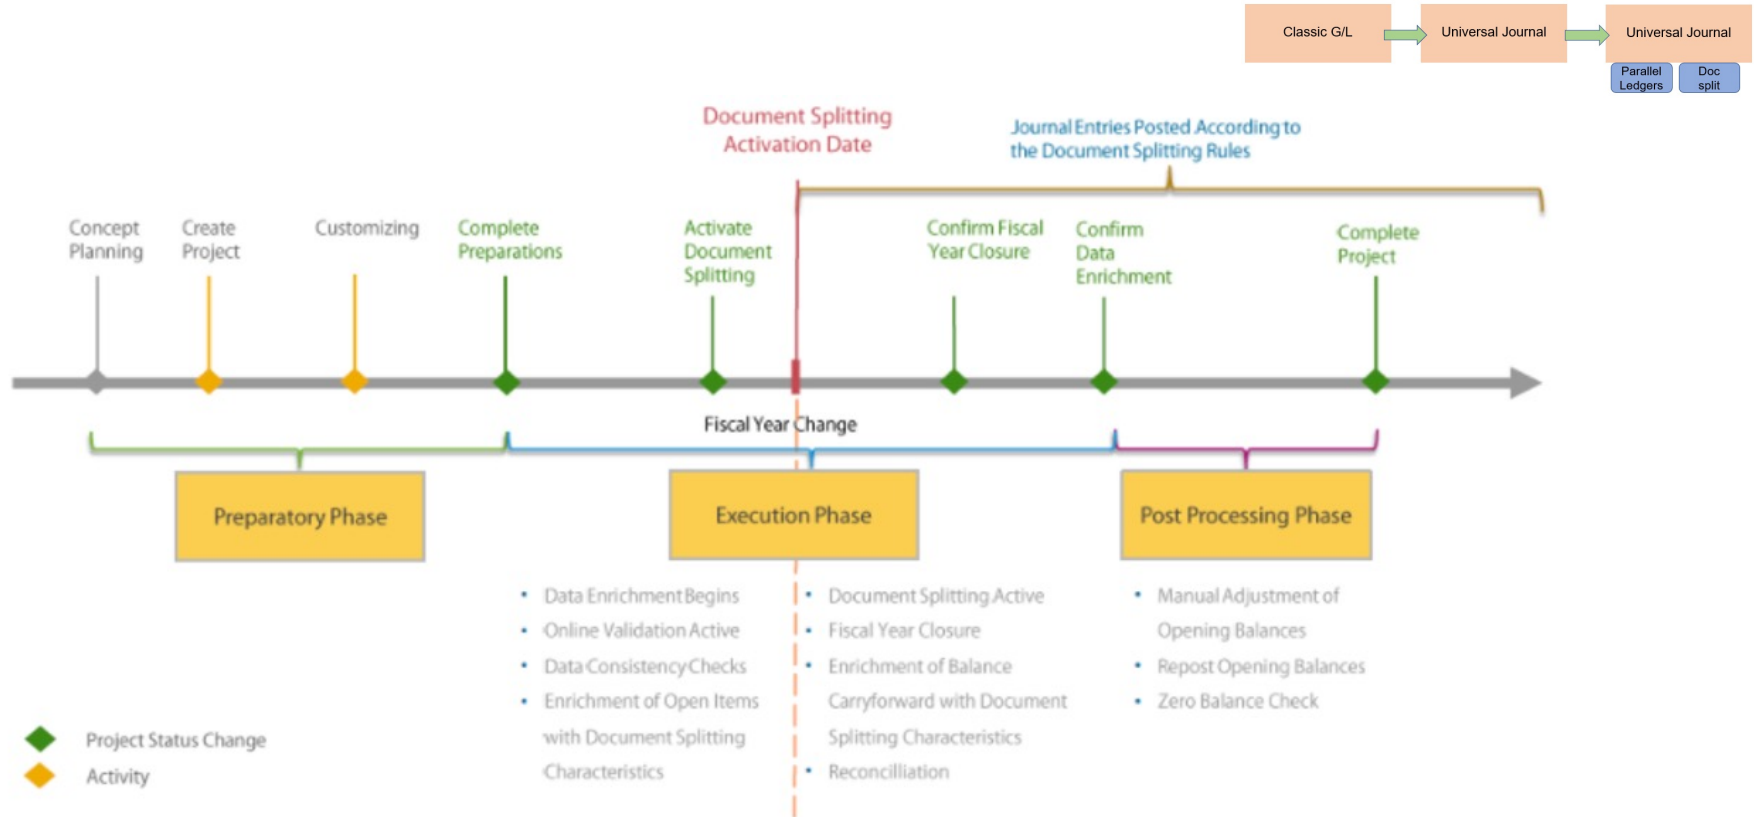 Classic G/L
Universal Journal
Universal Journal
Parallel
Ledgers
Doc
split
Document Splitting
Activation Date
Journal Entries Posted According to
the Document Splitting Rules
Concept
Planning
Create
Project
Customizing
Complete
Preparations
Activate
Document
Splitting
Confirm Fiscal
Year Closure
Confirm
Data
Enrichment
Complete
Project
Fiscal Year Change
Preparatory Phase
Execution Phase
Post Processing Phase
• Data Enrichment Begins
• Online Validation Active
• Data Consistency Checks
• Enrichment of Open Items
with Document Splitting
Characteristics
• Document Splitting Active
• Fiscal Year Closure
• Enrichment of Balance
Carryforward with Document
Splitting Characteristics
• Reconcilliation
• Manual Adjustment of
Opening Balances
• Repost Opening Balances
• Zero Balance Check
Project Status Change
Activity